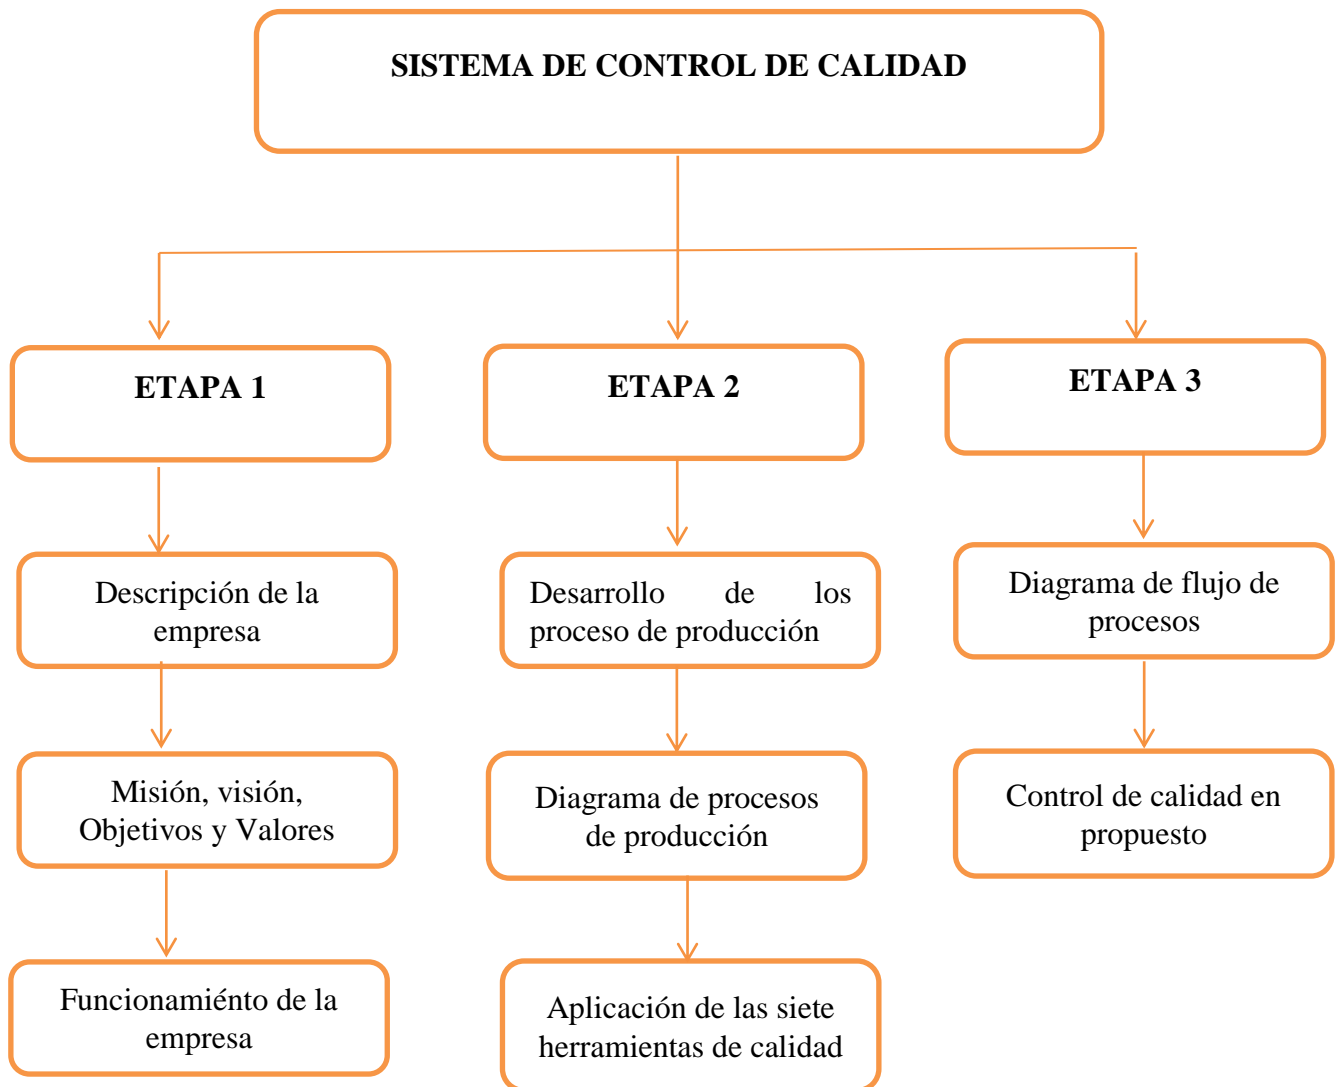 SISTEMA DE CONTROL DE CALIDAD
ETAPA 1
ETAPA 2
ETAPA 3
Descripción de la
empresa
Misión, visión,
Objetivos y Valores
Funcionamiénto de la
empresa
Desarrollo de los
proceso de producción
Diagrama de procesos
de producción
Aplicación de las siete
herramientas de calidad
Diagrama de flujo de
procesos
Control de calidad en
propuesto